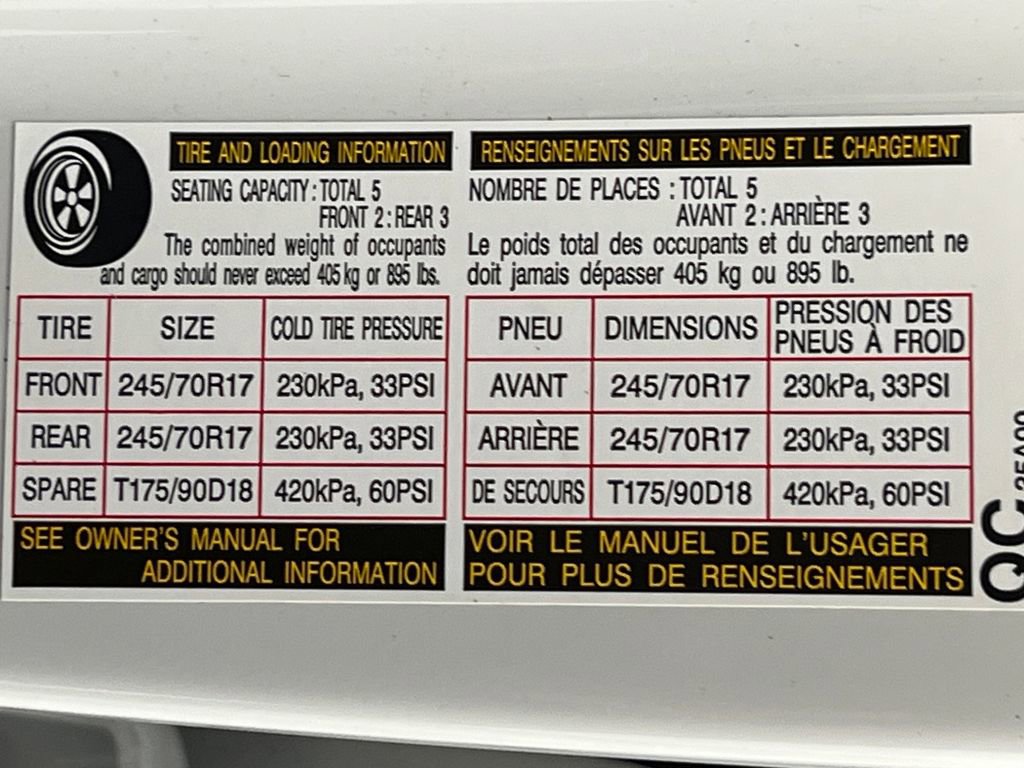 TIRE AND LOADING INFORMATION
SEATING CAPACITY : TOTAL 5
FRONT 2 : REAR 3
The combined weight of occupants
and cargo should never exceed 405 kg or 895 lbs.
TIRE SIZE COLD TIRE PRESSURE
FRONT 245/70R17 230kPa, 33PSI
REAR 245/70R17 230kPa, 33PSI
SPARE T175/90D18 420kPa, 60PSI
SEE OWNER'S MANUAL FOR
ADDITIONAL INFORMATION
RENSEIGNEMENTS SUR LES PNEUS ET LE CHARGEMENT
NOMBRE DE PLACES : TOTAL 5
AVANT 2 : ARRIÈRE 3
Le poids total des occupants et du chargement ne
doit jamais dépasser 405 kg ou 895 lb.
PNEU DIMENSIONS PRESSION DES
PNEUS À FROID
AVANT 245/70R17 230kPa, 33PSI
ARRIÈRE 245/70R17 230kPa, 33PSI
DE SECOURS T175/90D18 420kPa, 60PSI
VOIR LE MANUEL DE L'USAGER
POUR PLUS DE RENSEIGNEMENTS
QC